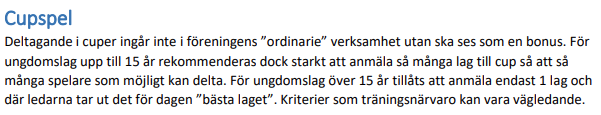 Cupspel
Deltagande i cuper ingår inte i föreningens ”ordinarie” verksamhet utan ska ses som en bonus. För
ungdomslag upp till 15 år rekommenderas dock starkt att anmäla så många lag till cup så att så
många spelare som möjligt kan delta. För ungdomslag över 15 år tillåts att anmäla endast 1 lag och
där ledarna tar ut det för dagen ”bästa laget”. Kriterier som träningsnärvaro kan vara vägledande.